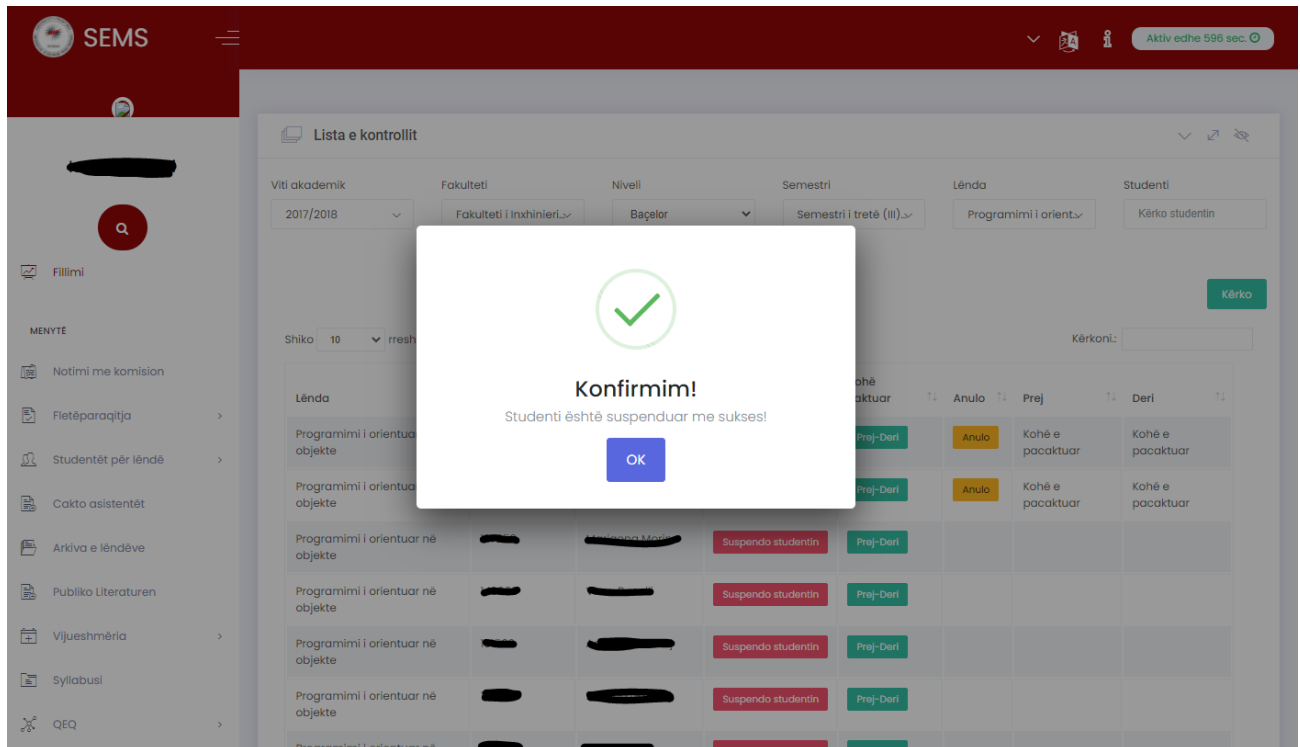 SEMS
Aktiv edhe 596 sec.
Lista e kontrollit
Viti akademik Fakulteti Niveli Semestri Lënda Studenti
2017/2018 Fakulteti i Inxhinieri... Baçelor Semestri i tretë (III)... Programimi i orient... Kërko studentin
Fillimi
Kërko
MENYTË
Shiko 10 rresh Kërkoni.:
Konfirmim!
Studenti është suspenduar me sukses!
OK
Lënda Anulo Prej Deri
Programimi i orientua
objekte
Prej-Deri Anulo Kohë e
pacaktuar Kohë e
pacaktuar
Programimi i orientua
objekte
Prej-Deri Anulo Kohë e
pacaktuar Kohë e
pacaktuar
Programimi i orientuar në
objekte
Suspendo studentin Prej-Deri
Programimi i orientuar në
objekte
Suspendo studentin Prej-Deri
Programimi i orientuar në
objekte
Suspendo studentin Prej-Deri
Programimi i orientuar në
objekte
Suspendo studentin Prej-Deri
Notimi me komision
Fletëparaqitja
Studentët për lëndë
Cakto asistentët
Arkiva e lëndëve
Publiko Literaturen
Vijueshmëria
Syllabusi
QEQ